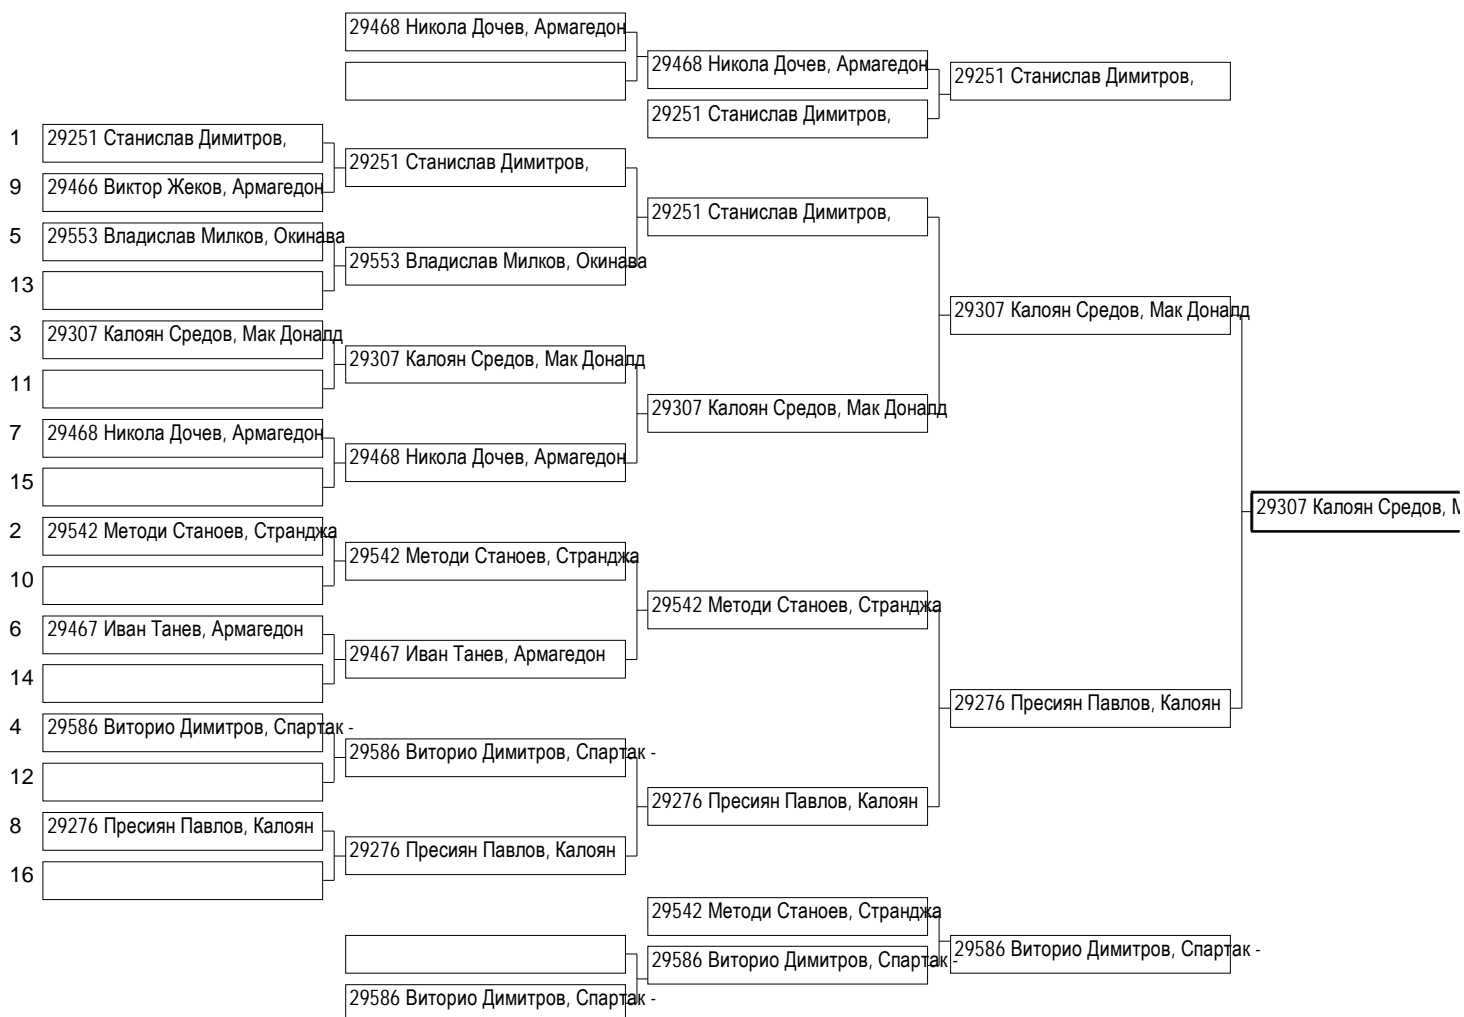 29468 Никола Дочев, Армагедон
29468 Никола Дочев, Армагедон
29251 Станислав Димитров,
29251 Станислав Димитров,
1 29251 Станислав Димитров,
29251 Станислав Димитров,
9 29466 Виктор Жеков, Армагедон
29251 Станислав Димитров,
5 29553 Владислав Милков, Окинава
29553 Владислав Милков, Окинава
13
29307 Калоян Средов, Мак Доналд
3 29307 Калоян Средов, Мак Доналд
29307 Калоян Средов, Мак Доналд
11
29307 Калоян Средов, Мак Доналд
7 29468 Никола Дочев, Армагедон
29468 Никола Дочев, Армагедон
15
29307 Калоян Средов,
2 29542 Методи Станоев, Странджа
29542 Методи Станоев, Странджа
10
29542 Методи Станоев, Странджа
6 29467 Иван Танев, Армагедон
29467 Иван Танев, Армагедон
14
29276 Пресиян Павлов, Калоян
4 29586 Виторио Димитров, Спартак -
29586 Виторио Димитров, Спартак -
12
29276 Пресиян Павлов, Калоян
8 29276 Пресиян Павлов, Калоян
29276 Пресиян Павлов, Калоян
16
29542 Методи Станоев, Странджа
29586 Виторио Димитров, Спартак -
29586 Виторио Димитров, Спартак -
29586 Виторио Димитров, Спартак -